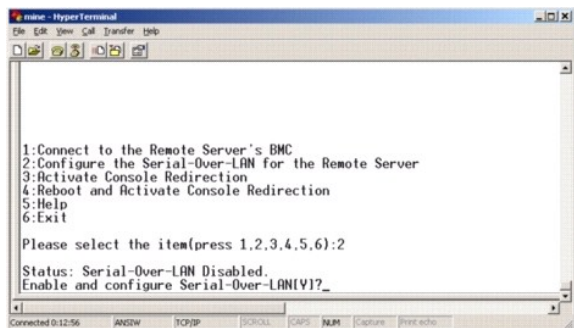 mine - HyperTerminal
File Edit View Call Transfer Help
1:Connect to the Remote Server's BMC
2:Configure the Serial-Over-LAN for the Remote Server
3:Activate Console Redirection
4:Reboot and Activate Console Redirection
5:Help
6:Exit
Please select the item(press 1,2,3,4,5,6):2
Status: Serial-Over-LAN Disabled.
Enable and configure Serial-Over-LAN[Y]?_
Connected 0:12:56 ANSIW TCP/IP SCROLL CAPS NUM Capture Print echo